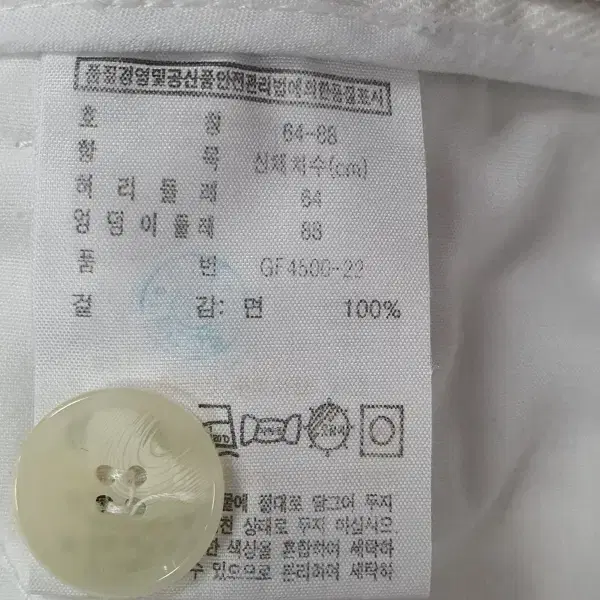 품질경영및공산품안전관리법에의한품질표시
호 칭 64-88
항 목 신체치수(cm)
허리둘레 64
엉덩이둘레 88
품 번 GF4500-22
겉 감: 면 100%
물에 절대로 담그어 두지
상태로 두지 마십시오
색상을 혼합하여 세탁하
수 있으므로 관리하여 세탁하